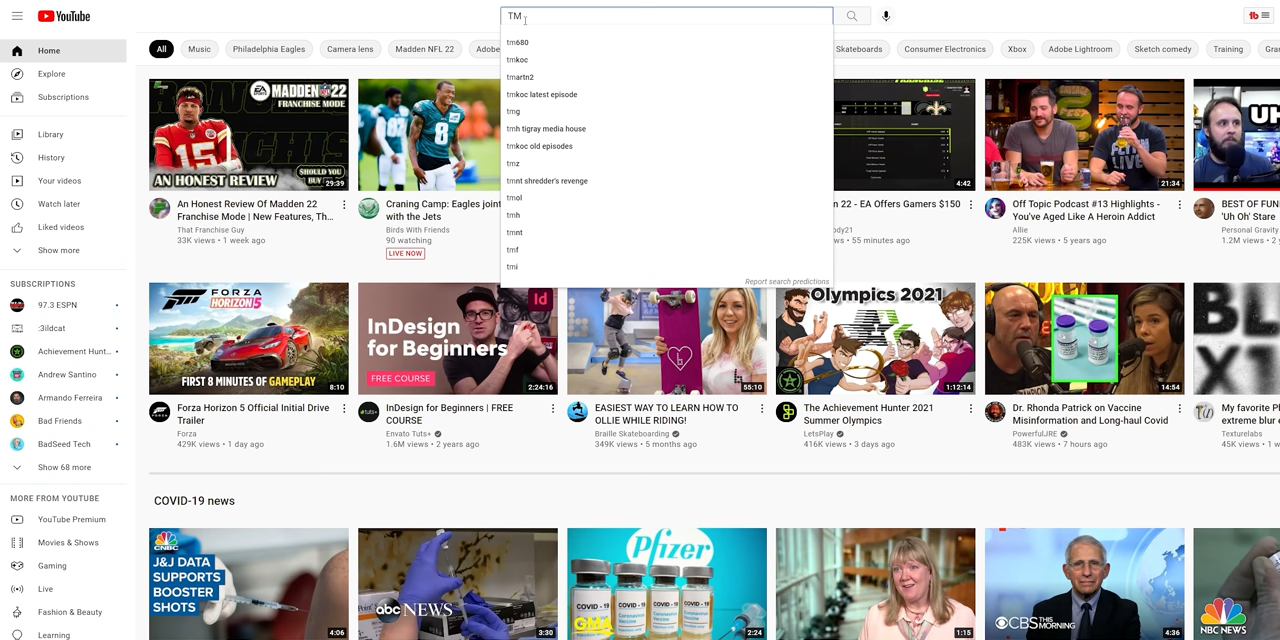 YouTube
TM
Home
Explore
Subscriptions
Library
History
Your videos
Watch later
Liked videos
Show more
SUBSCRIPTIONS
97.3 ESPN
3ildcat
Achievement Hunt...
Andrew Santino
Armando Ferreira
Bad Friends
BadSeed Tech
Show 68 more
MORE FROM YOUTUBE
YouTube Premium
Movies & Shows
Gaming
Live
Fashion & Beauty
Learning
All
Music
Philadelphia Eagles
Camera lens
Madden NFL 22
Adobe
Skateboards
Consumer Electronics
Xbox
Adobe Lightroom
Sketch comedy
Training
tm680
tmkoc
tmartn2
tmkoc latest episode
tmg
tmh tigray media house
tmkoc old episodes
tmz
tmnt shredder's revenge
tmol
tmh
tmnt
tmf
tmi
Report search predictions
EA MADDEN 22
FRANCHISE MODE
SHOULD YOU
BUY IT
AN HONEST REVIEW
29:39
An Honest Review Of Madden 22
Franchise Mode | New Features, Th...
That Franchise Guy
33K views • 1 week ago
Craning Camp: Eagles joint
with the Jets
Birds With Friends
90 watching
LIVE NOW
4:42
n 22 - EA Offers Gamers $150
ody21
ws • 55 minutes ago
21:34
Off Topic Podcast #13 Highlights -
You've Aged Like A Heroin Addict
Allie
225K views • 5 years ago
BEST OF FUN
'Uh Oh' Stare
Personal Gravity
1.2M views • 2
FORZA
HORIZON 5
FIRST 8 MINUTES OF GAMEPLAY
8:10
Forza Horizon 5 Official Initial Drive
Trailer
Forza
429K views • 1 day ago
Id
InDesign
for Beginners
FREE COURSE
2:24:16
InDesign for Beginners | FREE
COURSE
Envato Tuts+
1.6M views • 2 years ago
55:10
EASIEST WAY TO LEARN HOW TO
OLLIE WHILE RIDING!
Braille Skateboarding
349K views • 5 months ago
Olympics 2021
1:12:14
The Achievement Hunter 2021
Summer Olympics
LetsPlay
416K views • 3 days ago
14:54
Dr. Rhonda Patrick on Vaccine
Misinformation and Long-haul Covid
PowerfulJRE
483K views • 7 hours ago
My favorite
extreme blur
Texturelabs
45K views • 1
COVID-19 news
CNBC
J&J DATA
SUPPORTS
BOOSTER
SHOTS
4:06
abc NEWS
3:30
Pfizer
COVID-19
COVID-19
COVID-19
COVID-19
GMA
2:24
1:15
CBS THIS
MORNING
4:36
NBC NEWS